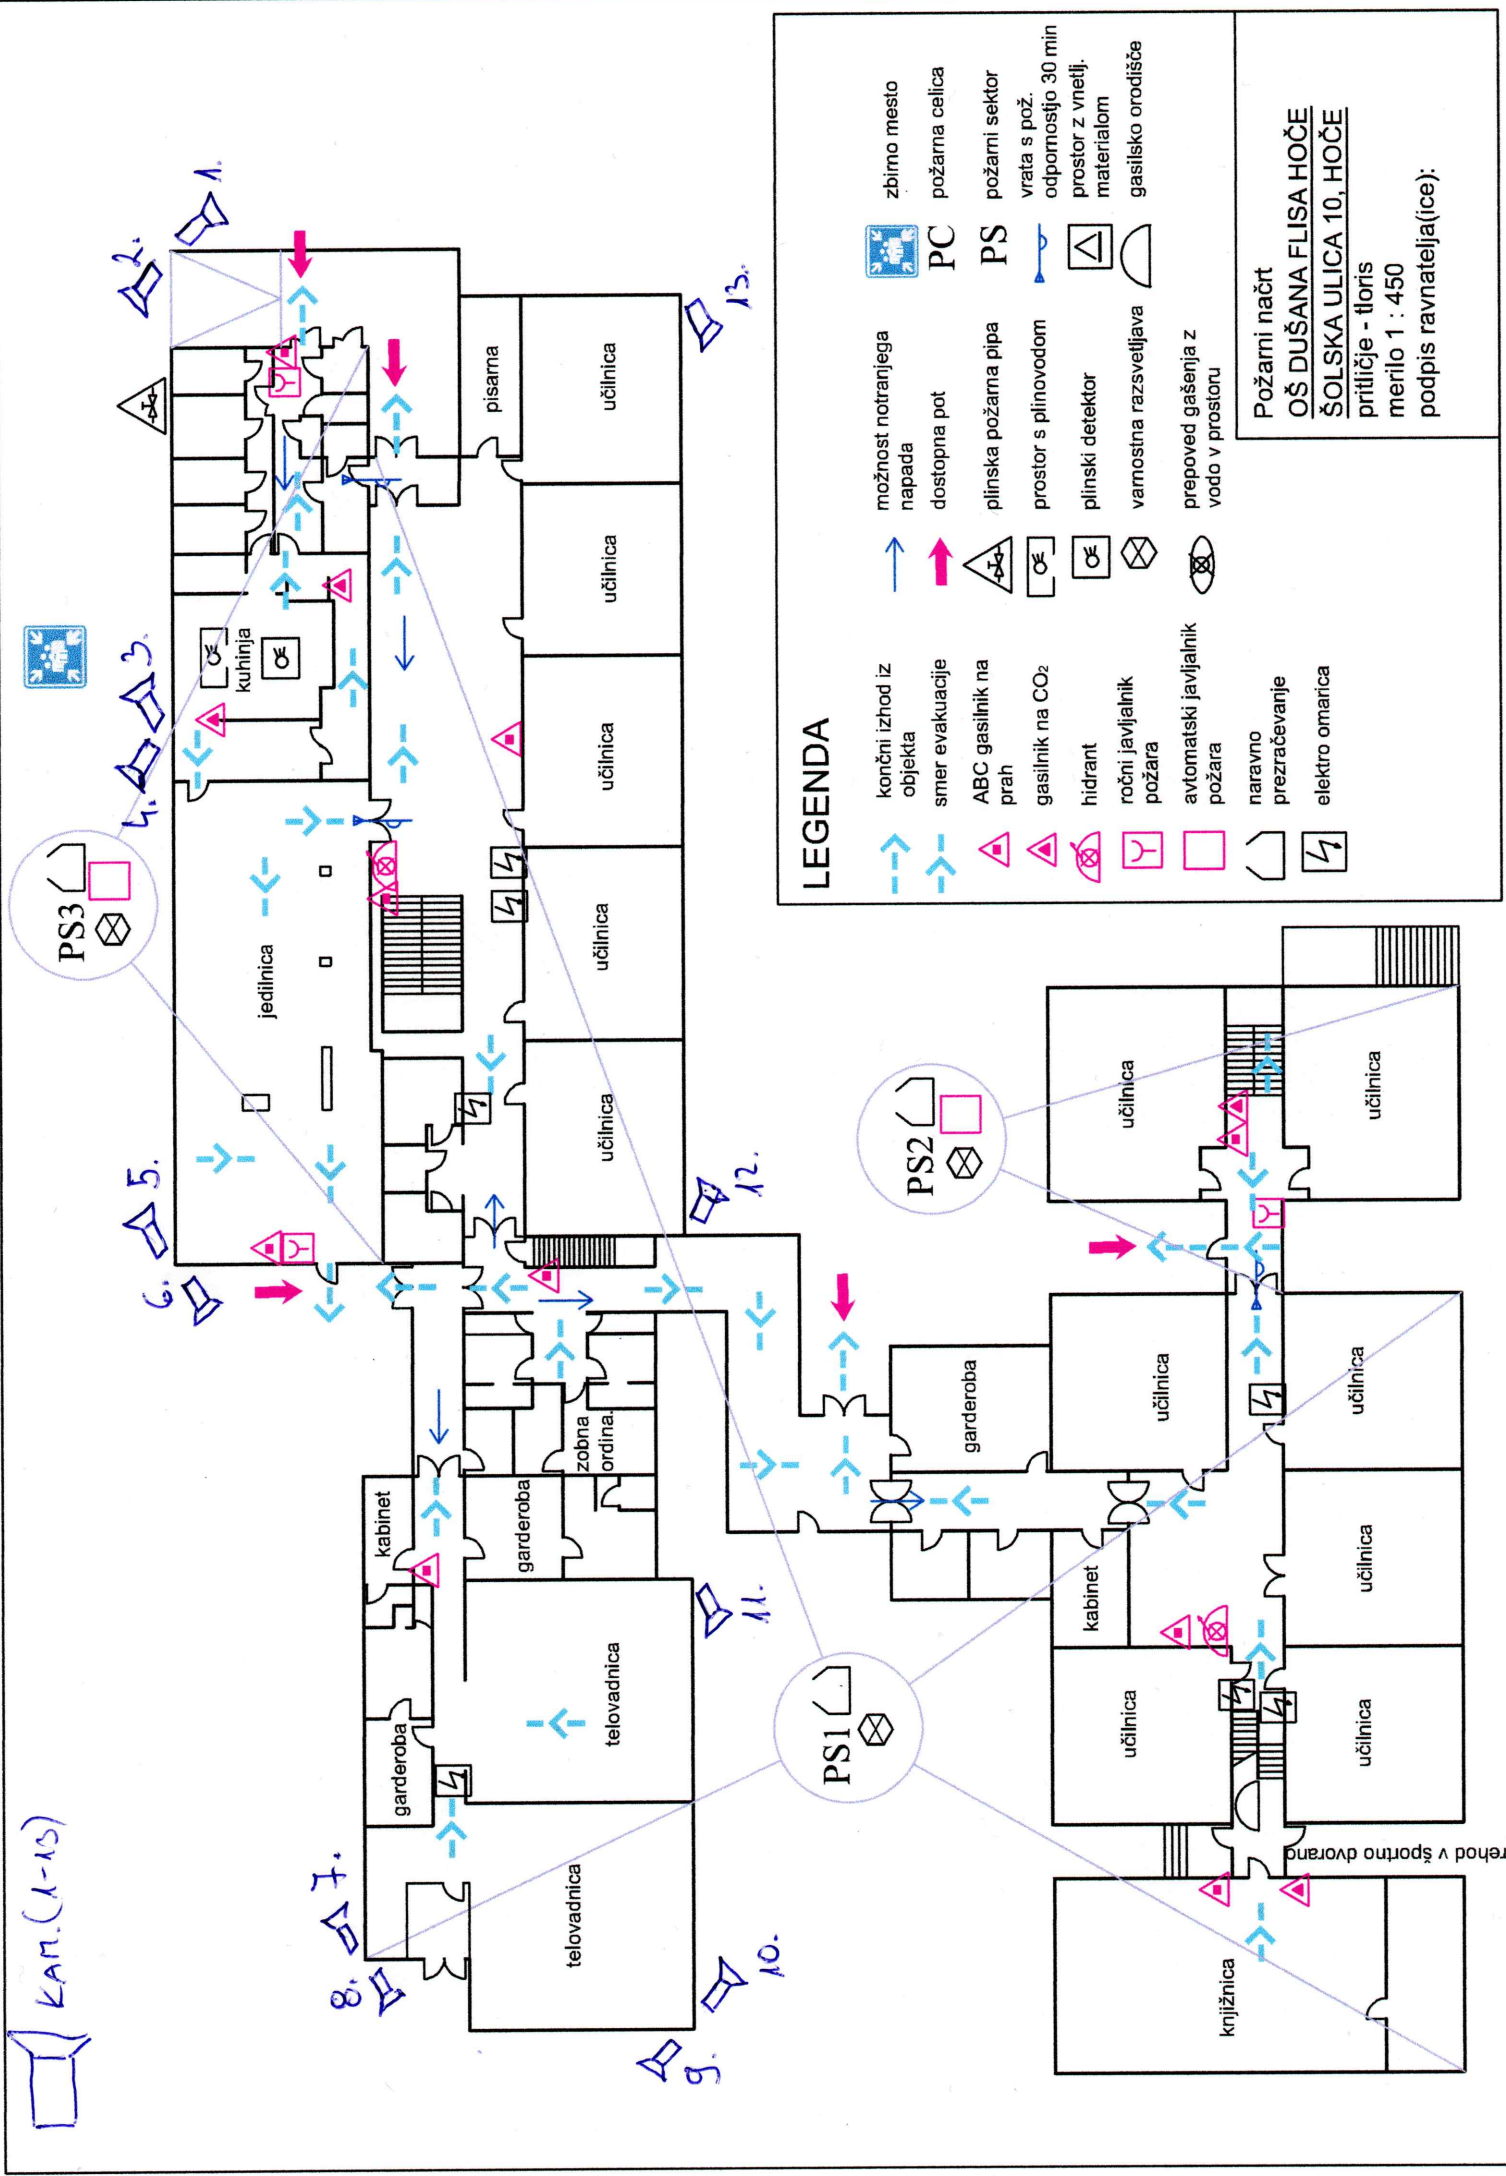 KAM.(1-13)
1.
2.
3.
4.
5.
6.
7.
8.
9.
10.
11.
12.
13.
PS3
kuhinja
jedilnica
pisarna
učilnica
učilnica
učilnica
učilnica
učilnica
kabinet
garderoba
garderoba
zobna
ordina.
telovadnica
telovadnica
PS1
PS2
garderoba
kabinet
učilnica
učilnica
učilnica
učilnica
učilnica
učilnica
učilnica
učilnica
knjižnica
rehod v športno dvorano
LEGENDA
končni izhod iz
objekta
smer evakuacije
ABC gasilnik na
prah
gasilnik na CO₂
hidrant
ročni javljalnik
požara
avtomatski javljalnik
požara
naravno
prezračevanje
elektro omarica
možnost notranjega
napada
dostopna pot
plinska požarna pipa
prostor s plinovodom
plinski detektor
varnostna razsvetljava
prepoved gašenja z
vodo v prostoru
zbirno mesto
PC požarna celica
PS požarni sektor
vrata s pož.
odpornostjo 30 min
prostor z vnetlj.
materialom
gasilsko orodišče
Požarni načrt
OŠ DUŠANA FLISA HOČE
ŠOLSKA ULICA 10, HOČE
pritličje - tloris
merilo 1 : 450
podpis ravnatelja(ice):